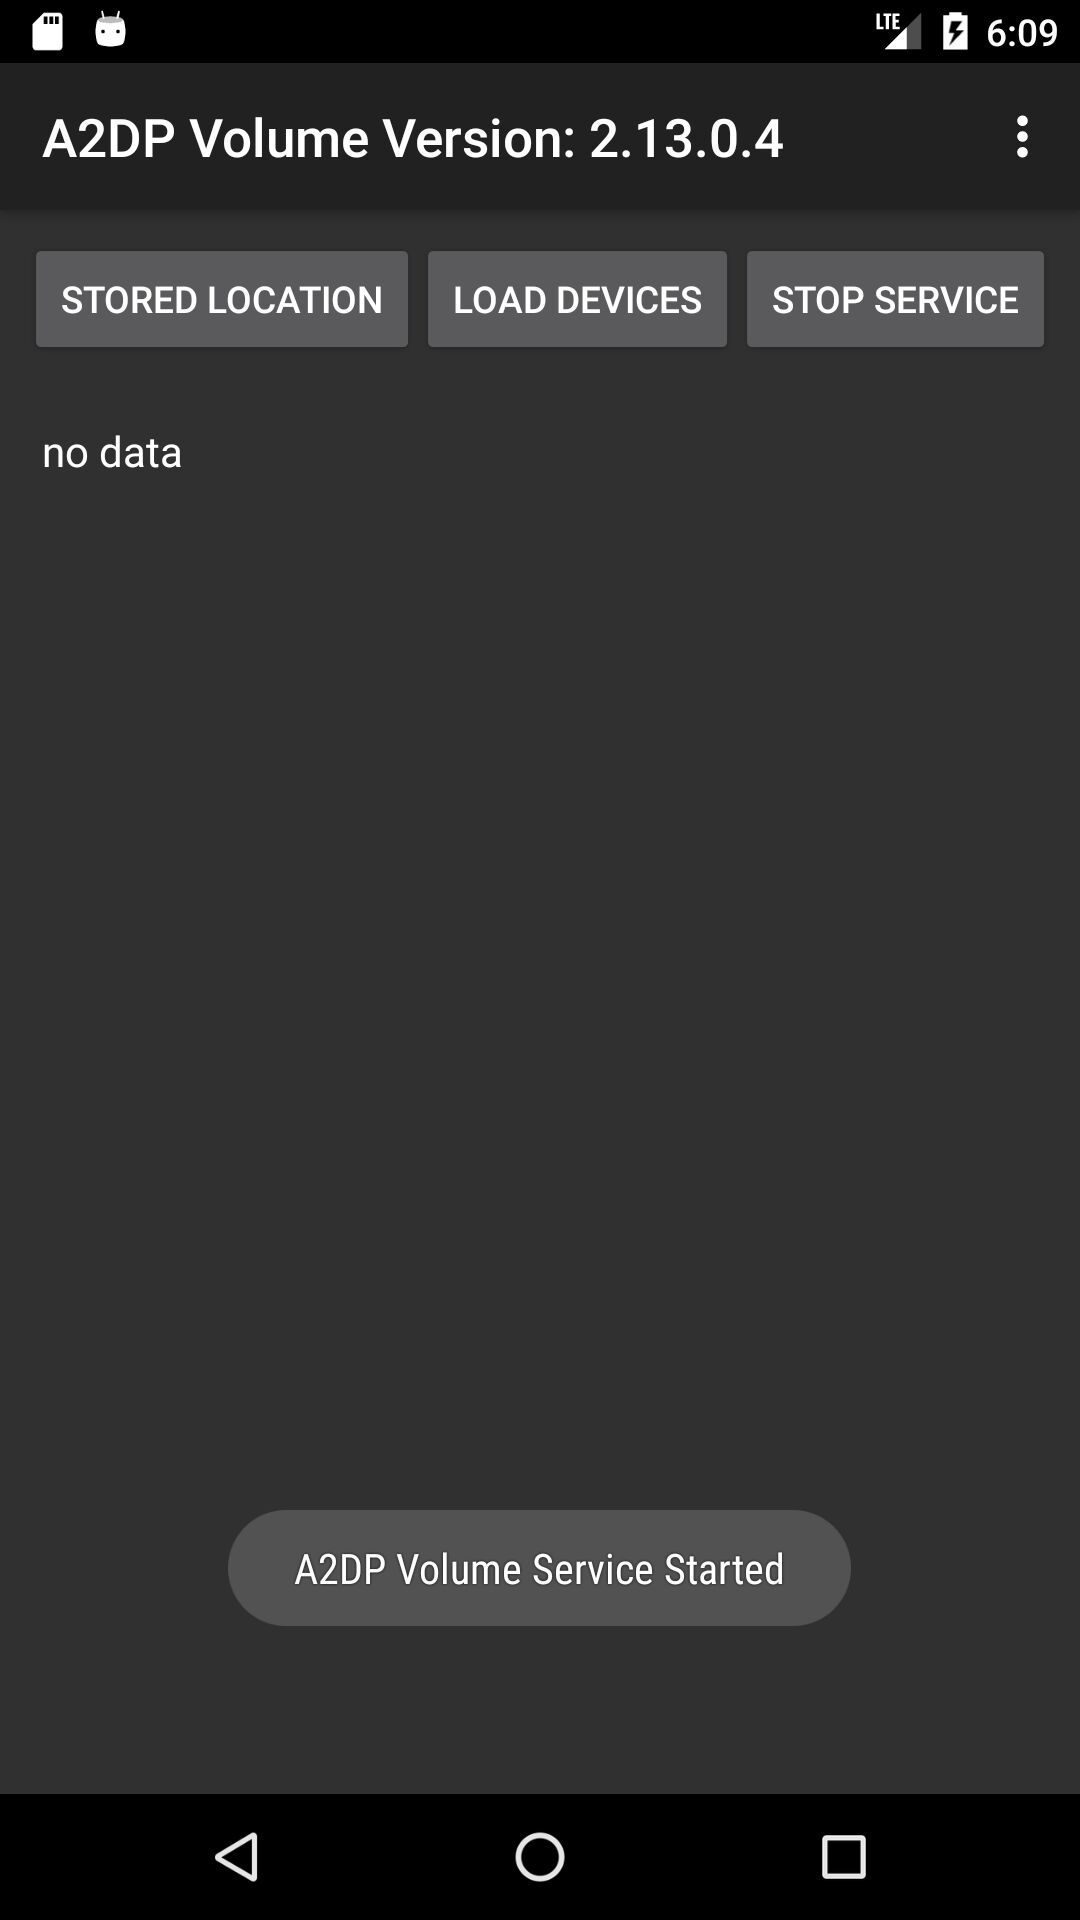 LTE 6:09
A2DP Volume Version: 2.13.0.4
STORED LOCATION LOAD DEVICES STOP SERVICE
no data
A2DP Volume Service Started